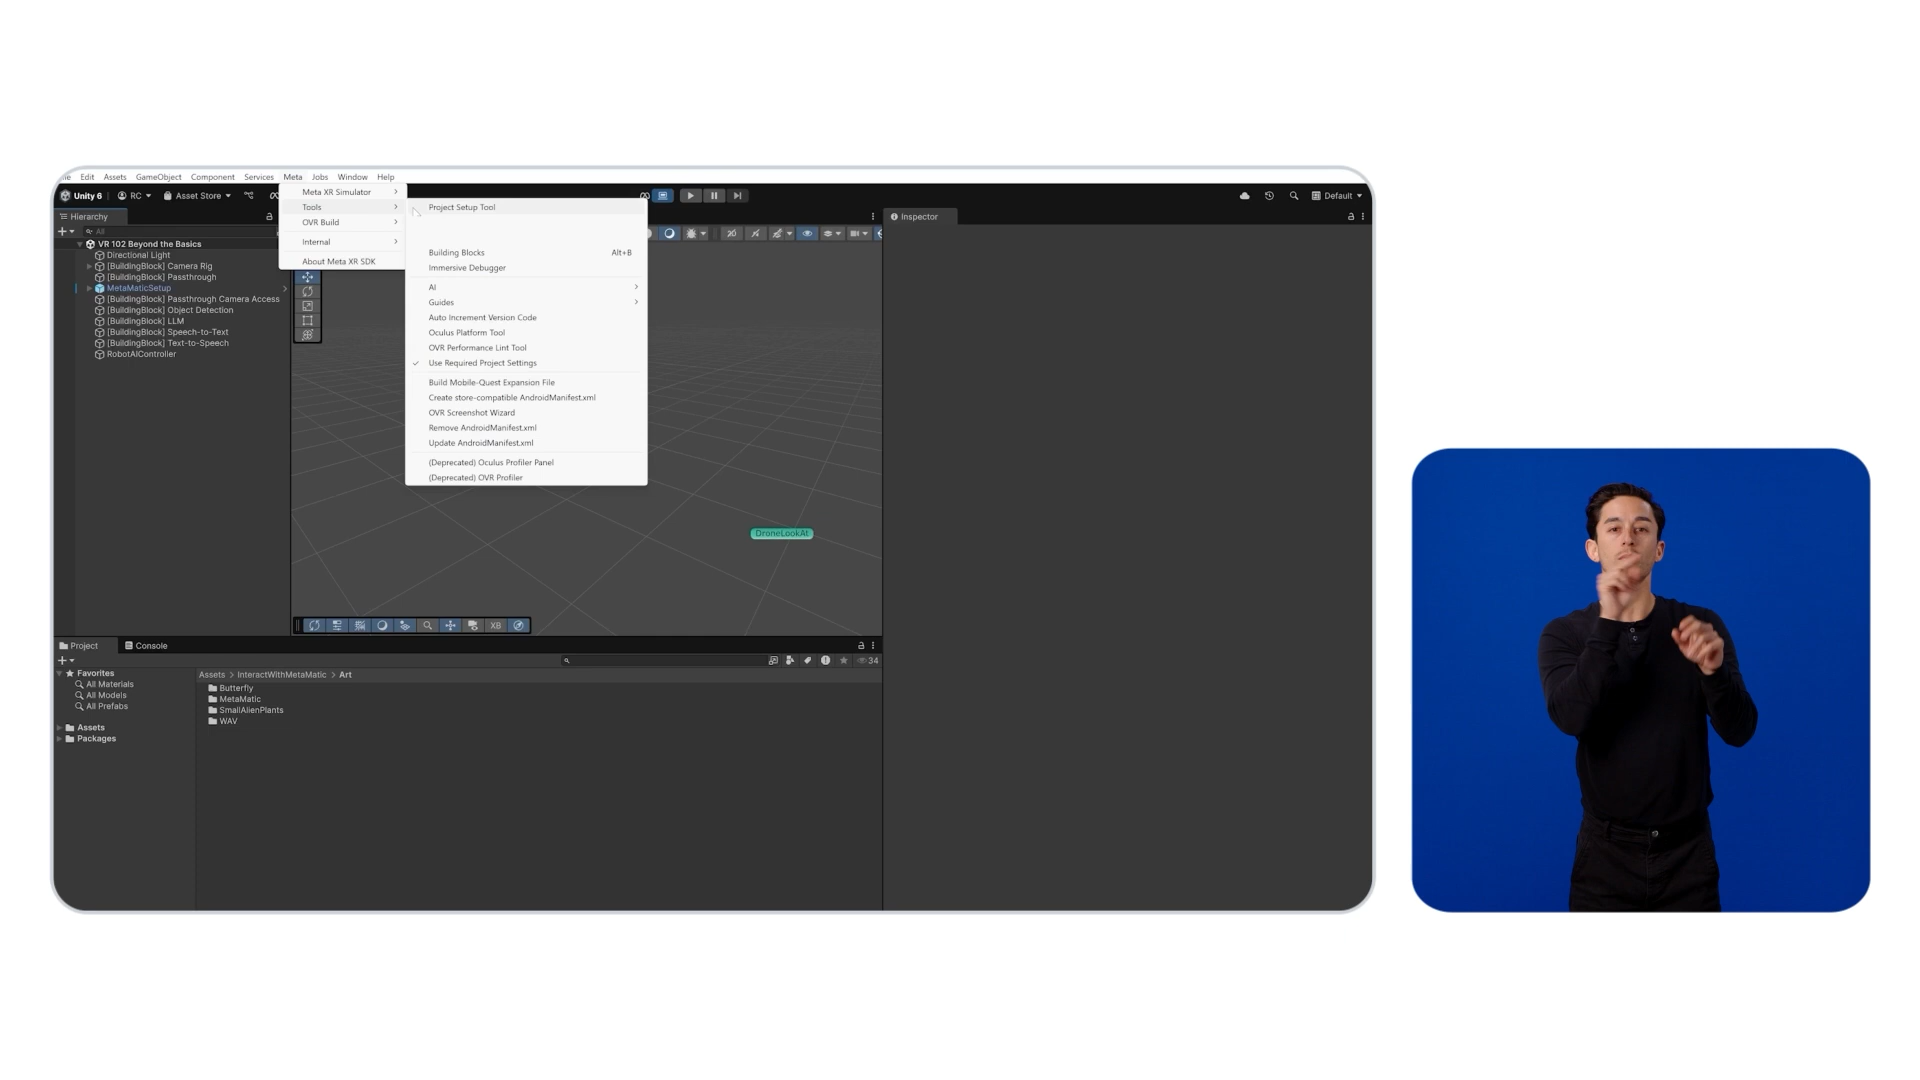 Edit Assets GameObject Component Services Meta Jobs Window Help
Unity 6 RC Asset Store Default
Meta XR Simulator
Tools
OVR Build
Internal
About Meta XR SDK
Project Setup Tool
Building Blocks Alt+B
Immersive Debugger
AI
Guides
Auto Increment Version Code
Oculus Platform Tool
OVR Performance Lint Tool
Use Required Project Settings
Build Mobile-Quest Expansion File
Create store-compatible AndroidManifest.xml
OVR Screenshot Wizard
Remove AndroidManifest.xml
Update AndroidManifest.xml
(Deprecated) Oculus Profiler Panel
(Deprecated) OVR Profiler
Hierarchy
All
VR 102 Beyond the Basics
Directional Light
[BuildingBlock] Camera Rig
[BuildingBlock] Passthrough
MetaMaticSetup
[BuildingBlock] Passthrough Camera Access
[BuildingBlock] Object Detection
[BuildingBlock] LLM
[BuildingBlock] Speech-to-Text
[BuildingBlock] Text-to-Speech
RobotAIController
2D
DroneLookAt
Inspector
Project Console
34
Favorites
All Materials
All Models
All Prefabs
Assets
Packages
Assets > InteractWithMetaMatic > Art
Butterfly
MetaMatic
SmallAlienPlants
WAV